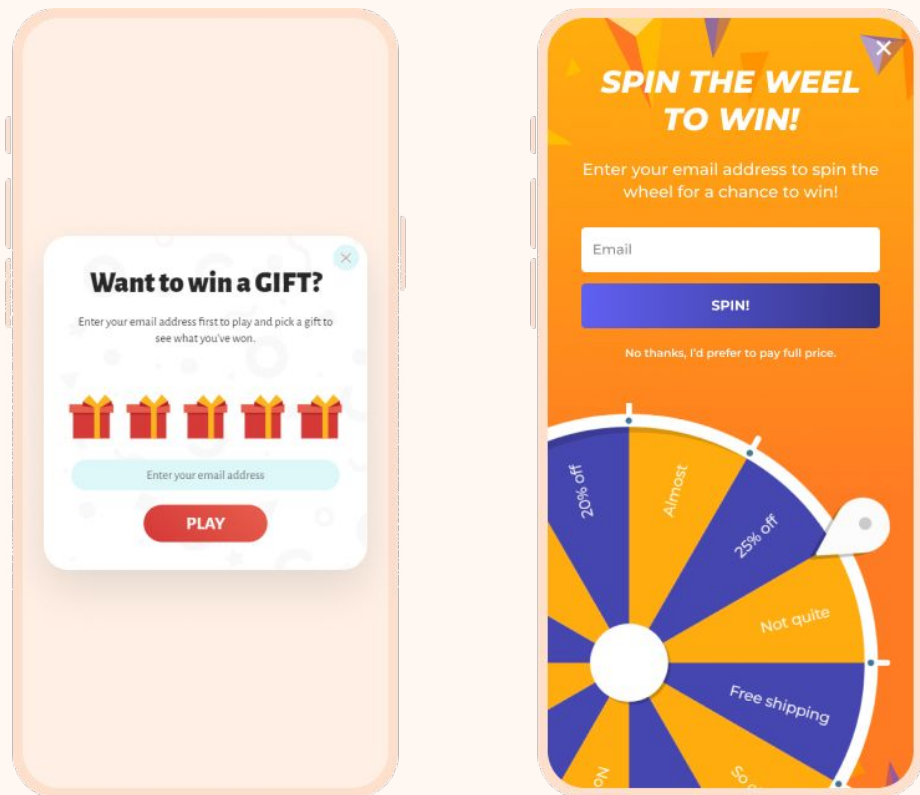 Want to win a GIFT?
Enter your email address first to play and pick a gift to
see what you've won.
Enter your email address
PLAY
SPIN THE WEEL
TO WIN!
Enter your email address to spin the
wheel for a chance to win!
Email
SPIN!
No thanks, I'd prefer to pay full price.
20% off
Almost
25% off
Not quite
Free shipping